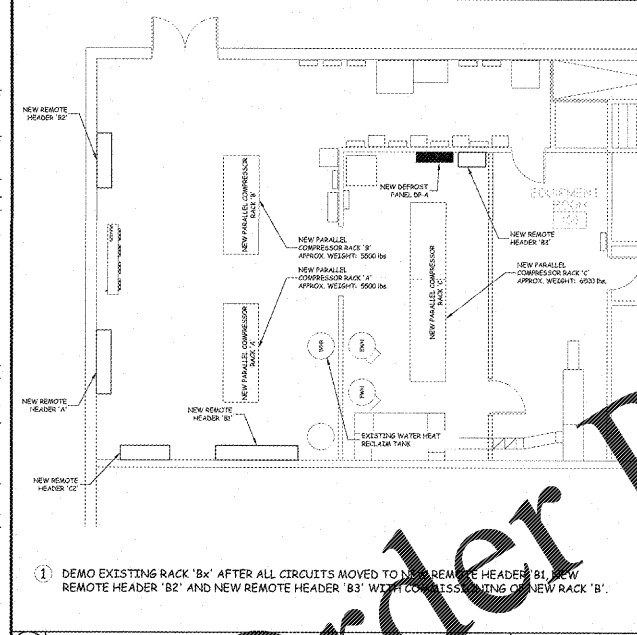 NEW REMOTE
HEADER 'B2'
NEW PARALLEL COMPRESSOR
RACK 'B'
NEW PARALLEL
COMPRESSOR RACK 'B'
APPROX. WEIGHT: 5500 lbs
NEW PARALLEL
COMPRESSOR RACK 'A'
APPROX. WEIGHT: 5500 lbs
NEW PARALLEL COMPRESSOR
RACK 'A'
NEW DEFROST
PANEL DP-A
NEW REMOTE
HEADER 'B3'
EQUIPMENT
ROOM
NEW PARALLEL
COMPRESSOR RACK 'C'
NEW PARALLEL COMPRESSOR
RACK 'C'
APPROX. WEIGHT: lbs
NEW REMOTE
HEADER 'A'
NEW REMOTE
HEADER 'B1'
EXISTING WATER HEAT
RECLAIM TANK
NEW REMOTE
HEADER 'C2'
1 DEMO EXISTING RACK 'Bx' AFTER ALL CIRCUITS MOVED TO NEW REMOTE HEADER 'B1, NEW
REMOTE HEADER 'B2' AND NEW REMOTE HEADER 'B3' WITH COMMISSIONING OF NEW RACK 'B'.